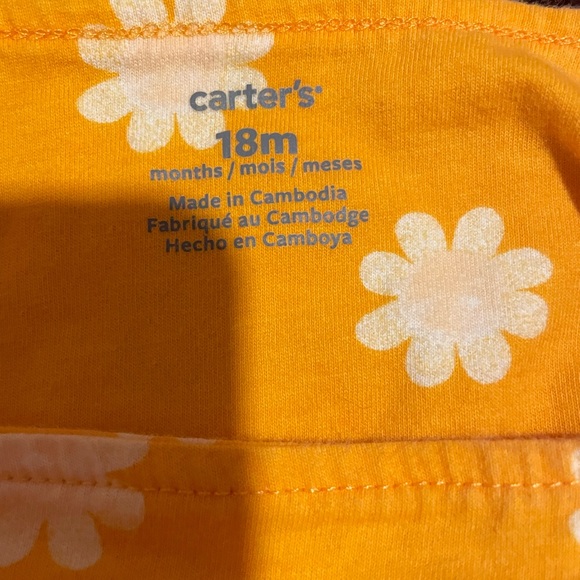 carter's
18m
months / mois / meses
Made in Cambodia
Fabriqué au Cambodge
Hecho en Camboya